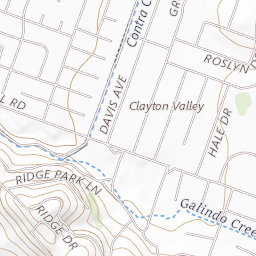 Contra C
GR
ROSLYN
DAVIS AVE
Clayton Valley
L RD
HALE DR
RIDGE PARK LN
Galindo Cree
RIDGE DR